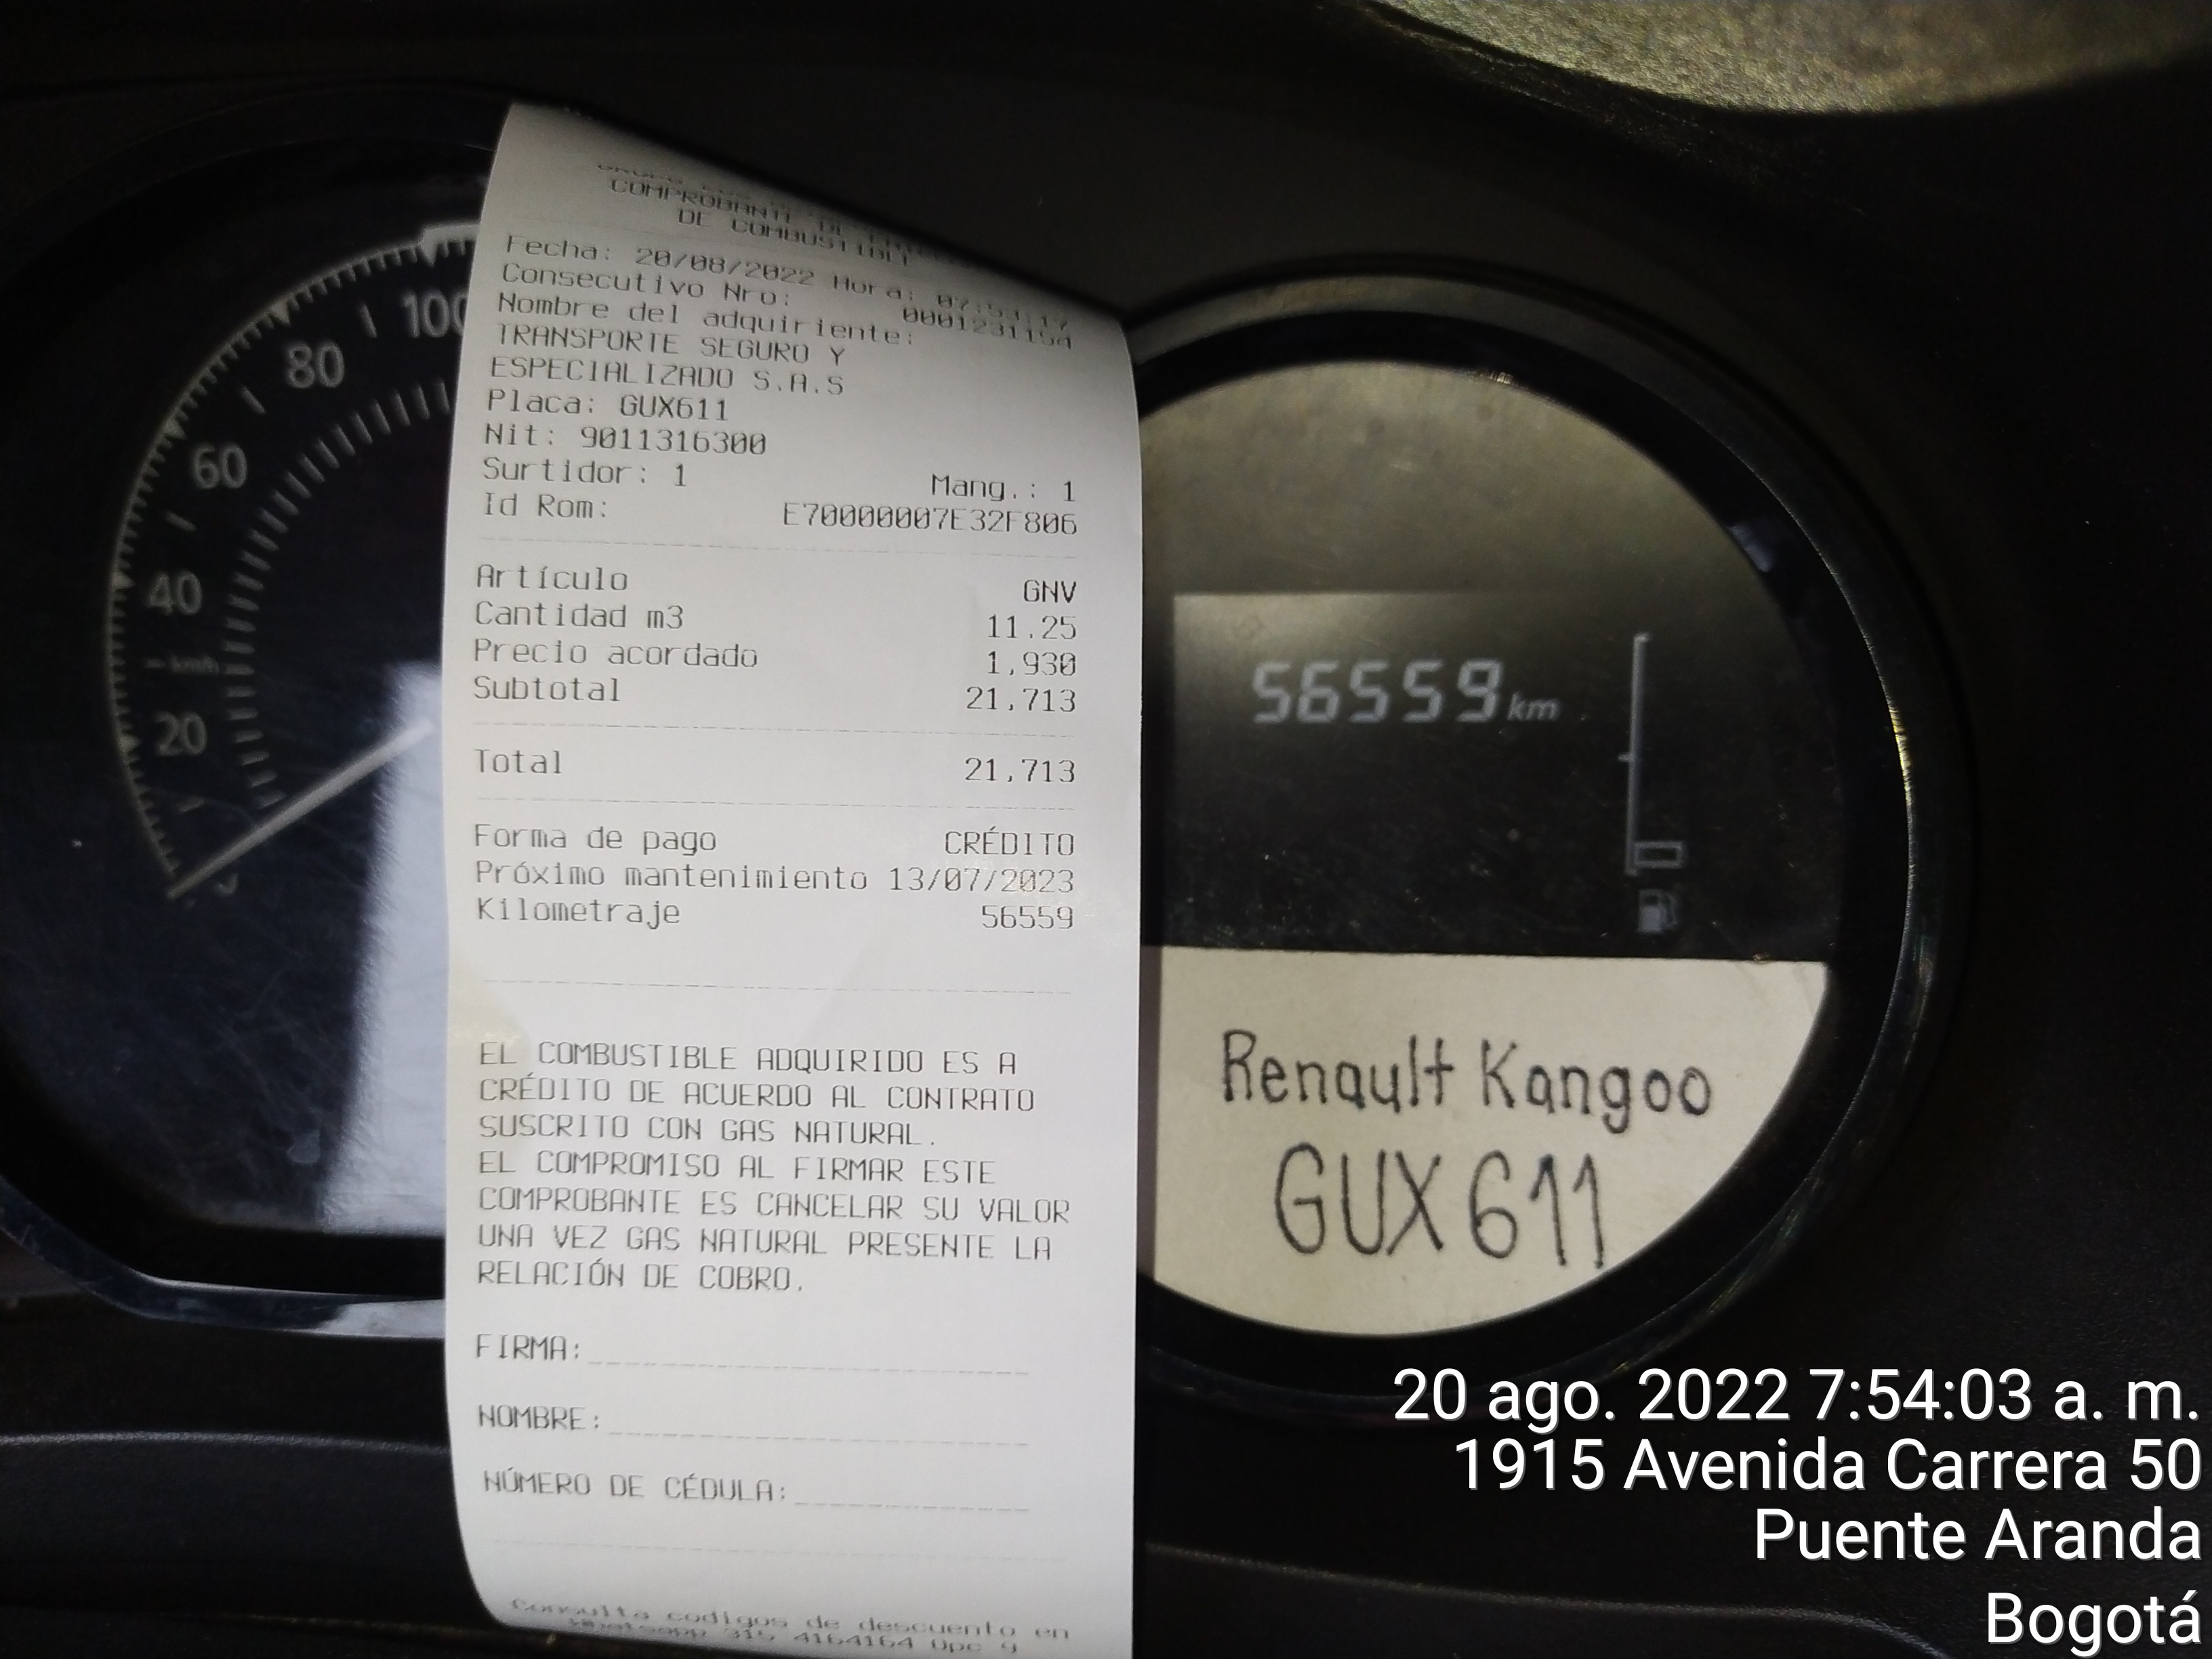 COMPROBANTE DE
DE COMBUSTIBLE
Fecha: 20/08/2022 Hora: 07:53:17
Consecutivo Nro: 0001231154
Nombre del adquiriente:
TRANSPORTE SEGURO Y
ESPECIALIZADO S.A.S
Placa: GUX611
Nit: 9011316300
Surtidor: 1 Mang.: 1
Id Rom: E70000007E32F806
Artículo GNV
Cantidad m3 11.25
Precio acordado 1,930
Subtotal 21,713
Total 21,713
Forma de pago CRÉDITO
Próximo mantenimiento 13/07/2023
Kilometraje 56559
EL COMBUSTIBLE ADQUIRIDO ES A
CRÉDITO DE ACUERDO AL CONTRATO
SUSCRITO CON GAS NATURAL.
EL COMPROMISO AL FIRMAR ESTE
COMPROBANTE ES CANCELAR SU VALOR
UNA VEZ GAS NATURAL PRESENTE LA
RELACIÓN DE COBRO.
FIRMA:
NOMBRE:
NÚMERO DE CÉDULA:
Consulta codigos de descuento en
Whatsapp 315 4164164 Opc 9
100
80
60
40
km/h
20
56559 km
Renault Kangoo
GUX 611
20 ago. 2022 7:54:03 a. m.
1915 Avenida Carrera 50
Puente Aranda
Bogotá